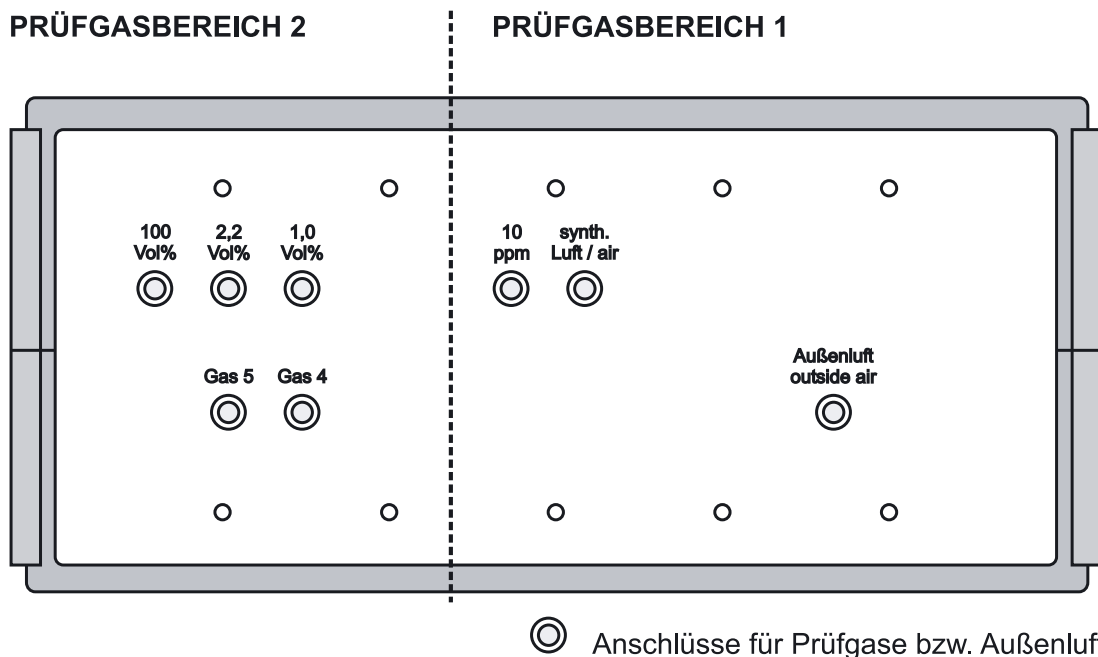 PRÜFGASBEREICH 2
PRÜFGASBEREICH 1
100
Vol%
2,2
Vol%
1,0
Vol%
10
ppm
synth.
Luft / air
Gas 5
Gas 4
Außenluft
outside air
Anschlüsse für Prüfgase bzw. Außenluf